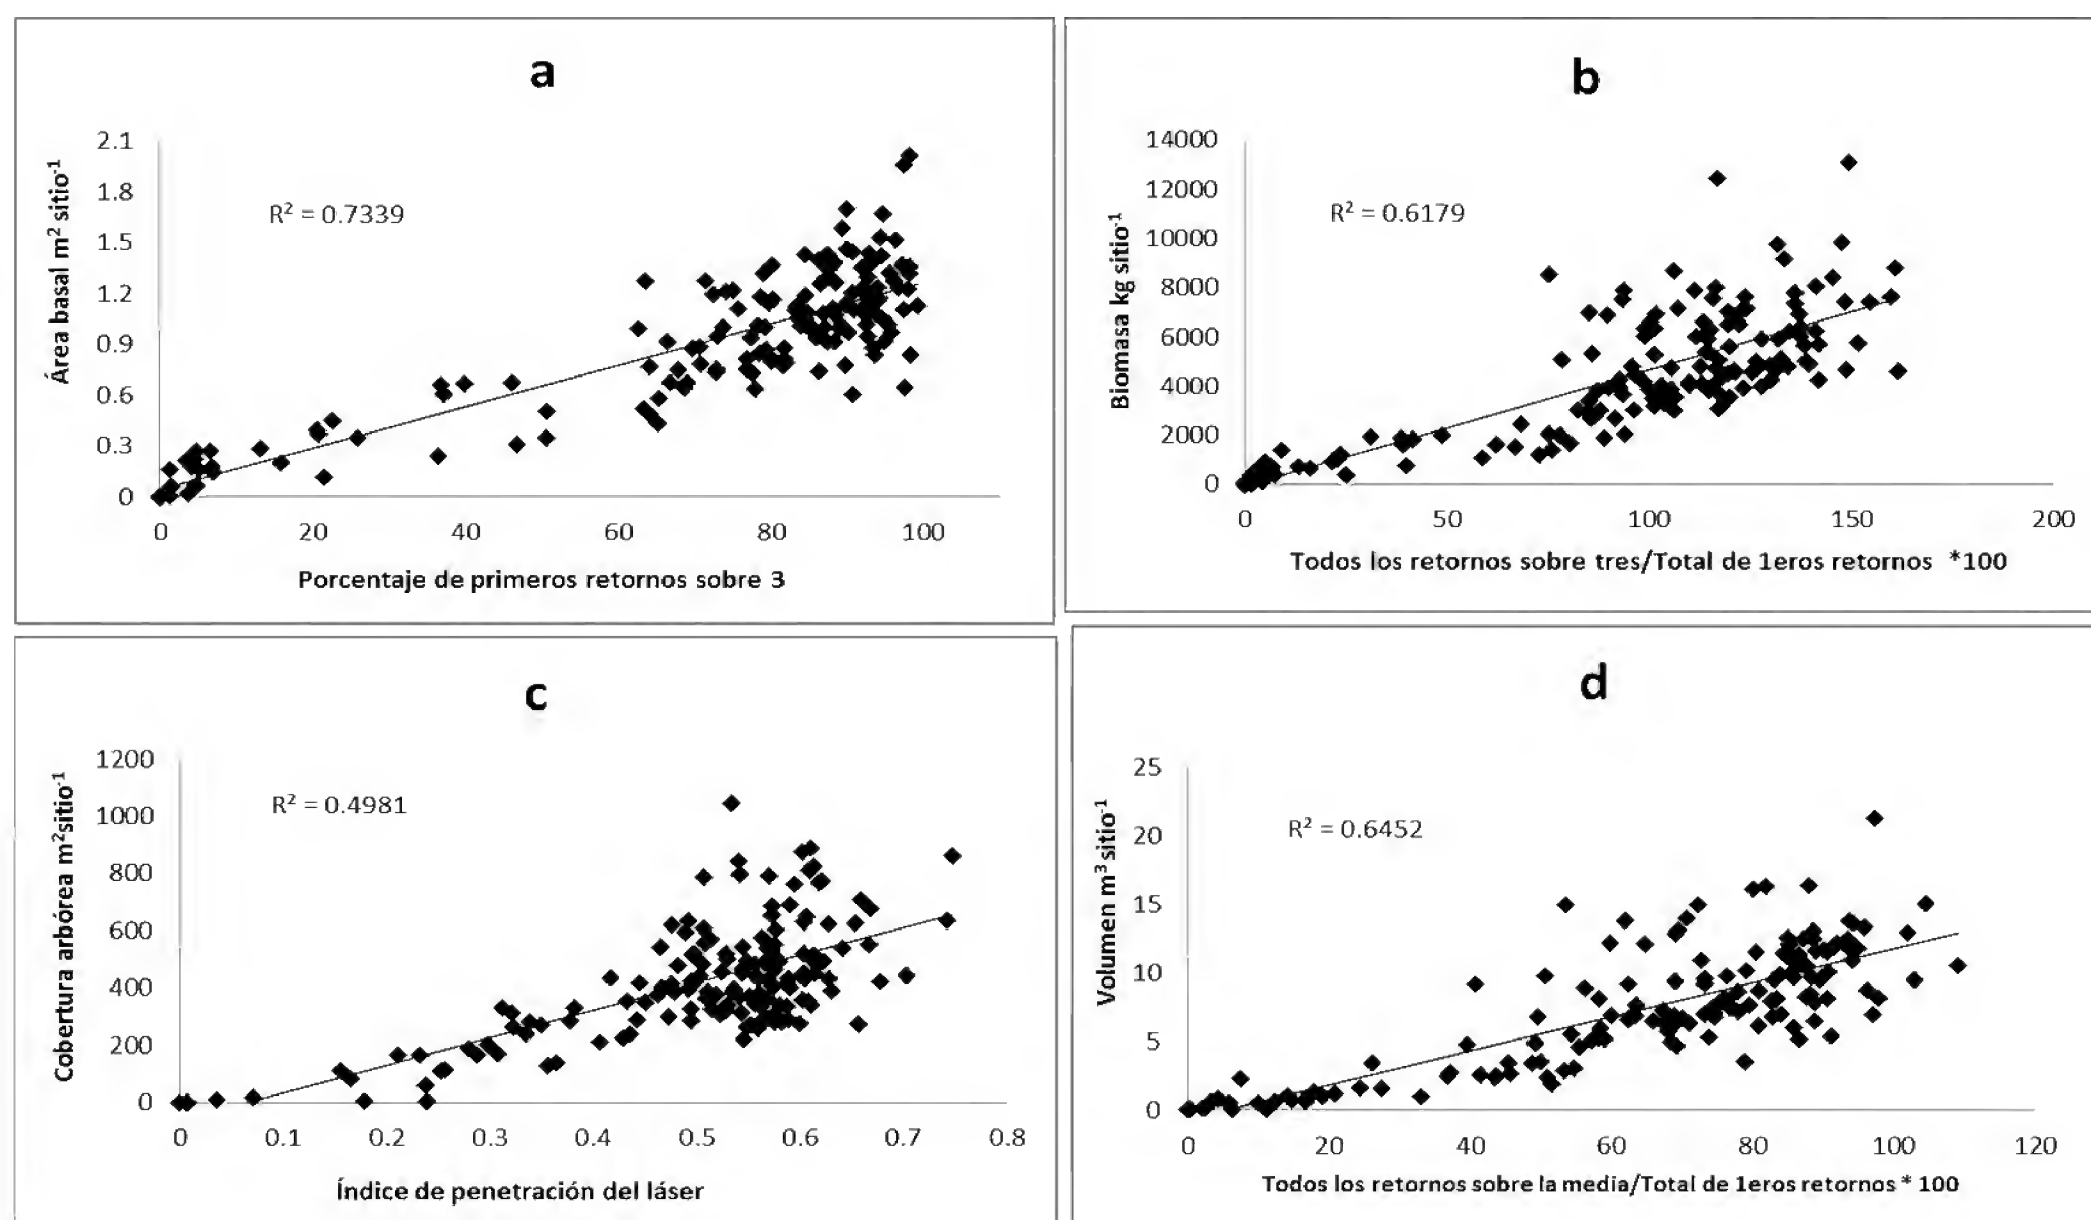 a
Área basal m² sitio⁻¹
2.1
1.8
1.5
1.2
0.9
0.6
0.3
0
R² = 0.7339
0 20 40 60 80 100
Porcentaje de primeros retornos sobre 3
b
Biomasa kg sitio⁻¹
14000
12000
10000
8000
6000
4000
2000
0
R² = 0.6179
0 50 100 150 200
Todos los retornos sobre tres/Total de 1eros retornos *100
c
Cobertura arbórea m²sitio⁻¹
1200
1000
800
600
400
200
0
R² = 0.4981
0 0.1 0.2 0.3 0.4 0.5 0.6 0.7 0.8
Índice de penetración del láser
d
Volumen m³ sitio⁻¹
25
20
15
10
5
0
R² = 0.6452
0 20 40 60 80 100 120
Todos los retornos sobre la media/Total de 1eros retornos * 100